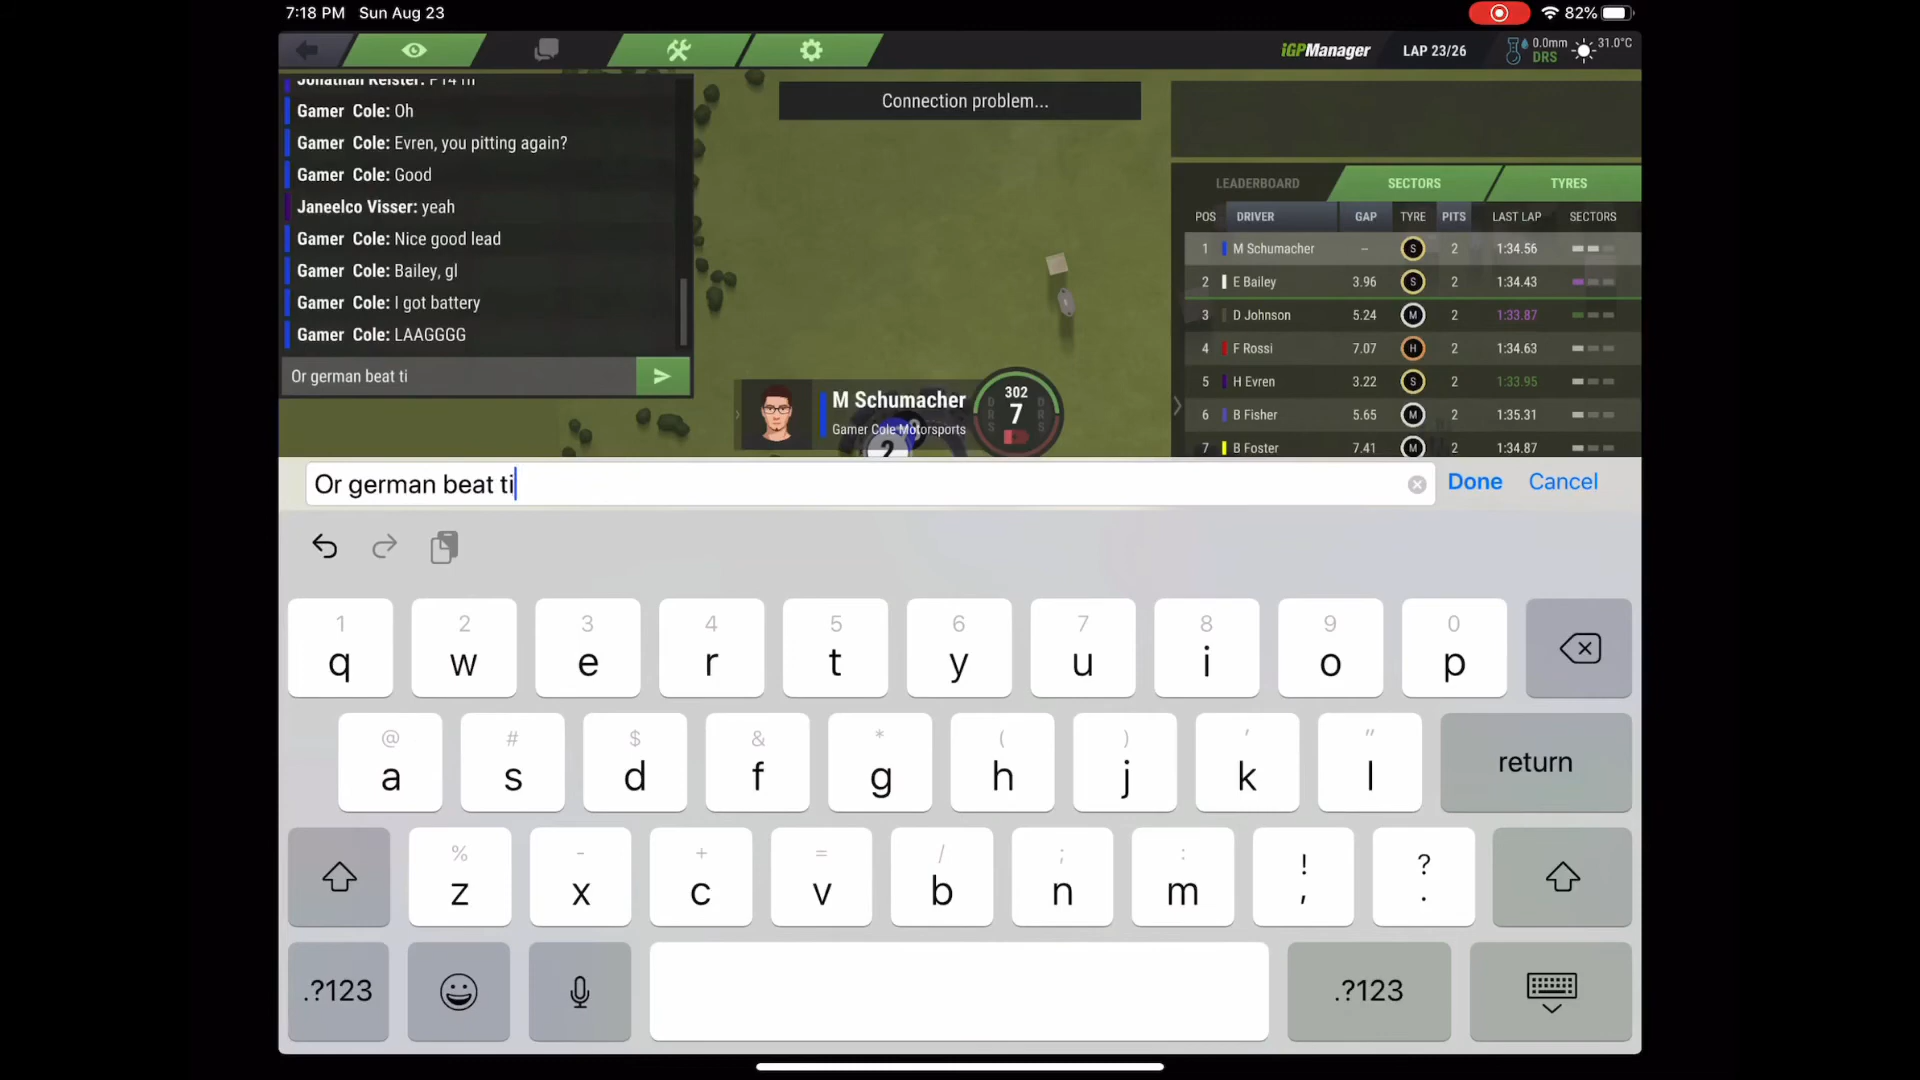 7:18 PM Sun Aug 23
82%
iGPManager
LAP 23/26
0.0mm
DRS
31.0°C
Gamer Cole: Oh
Gamer Cole: Evren, you pitting again?
Gamer Cole: Good
Janeelco Visser: yeah
Gamer Cole: Nice good lead
Gamer Cole: Bailey, gl
Gamer Cole: I got battery
Gamer Cole: LAAGGGG
Or german beat ti
Connection problem...
M Schumacher
Gamer Cole Motorsports
302
7
DRS
DRS
2
LEADERBOARD SECTORS TYRES
POS DRIVER GAP TYRE PITS LAST LAP SECTORS
1 M Schumacher – S 2 1:34.56
2 E Bailey 3.96 S 2 1:34.43
3 D Johnson 5.24 M 2 1:33.87
4 F Rossi 7.07 H 2 1:34.63
5 H Evren 3.22 S 2 1:33.95
6 B Fisher 5.65 M 2 1:35.31
7 B Foster 7.41 M 2 1:34.87
Or german beat ti
Done Cancel
1 2 3 4 5 6 7 8 9 0
q w e r t y u i o p
@ # $ & * ( ) ' "
a s d f g h j k l return
% - + = / ; : ! ?
z x c v b n m , .
.?123 .?123